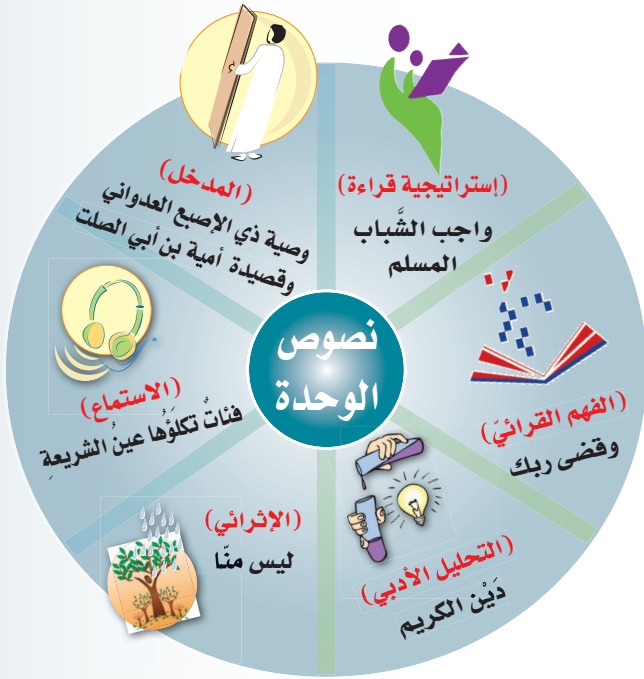 نصوص
الوحدة
(المدخل)
وصية ذي الإصبع العدواني
وقصيدة أمية بن أبي الصلت
(إستراتيجية قراءة)
واجب الشَّباب
المسلم
(الفهم القرائيّ)
وقضى ربك
(التحليل الأدبي)
دَيْن الكريم
(الإثرائي)
ليس منّا
(الاستماع)
فئاتٌ تكلَؤُها عينُ الشريعةِ